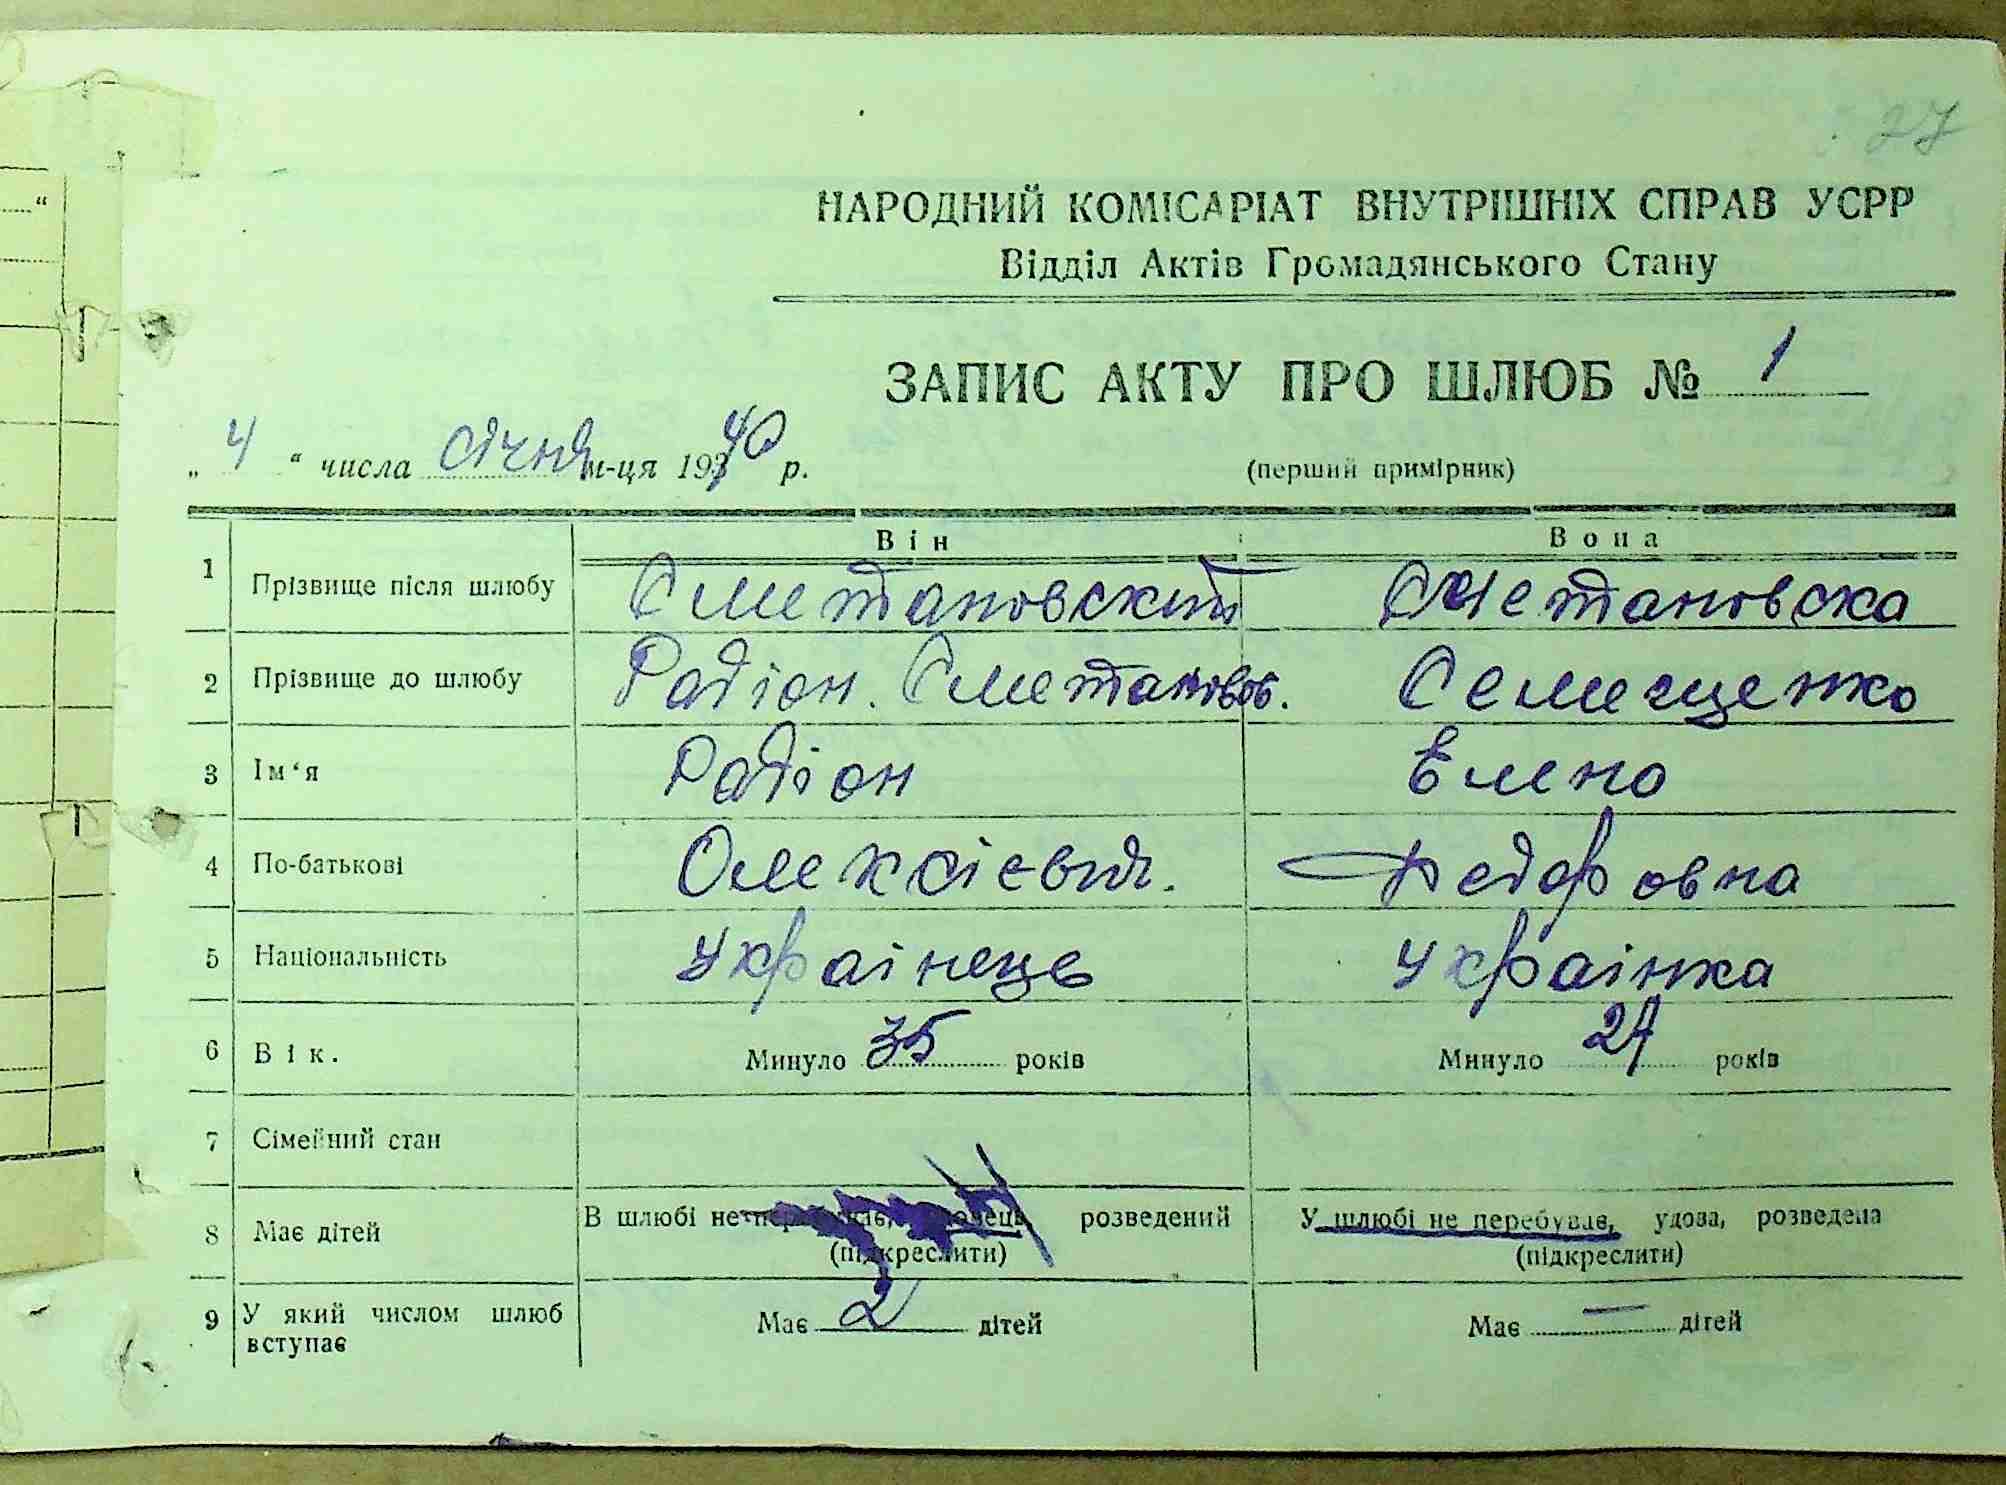 27
НАРОДНИЙ КОМІСАРІАТ ВНУТРІШНІХ СПРАВ УСРР
Відділ Актів Громадянського Стану
ЗАПИС АКТУ ПРО ШЛЮБ № 1
„ 4 “ числа січня м-ця 1940 р.
(перший примірник)
Він Вона
1 Прізвище після шлюбу Сметановский Сметановска
2 Прізвище до шлюбу Радіон. Сметанов. Семещенко
3 Ім‘я Радіон Елена
4 По-батькові Олексієвич. Федоровна
5 Національність Украінець Украінка
6 Вік. Минуло 35 років Минуло 27 років
7 Сімейний стан
8 Має дітей В шлюбі не розведений У шлюбі не перебуває, удова, розведена
(підкреслити) (підкреслити)
9 У який числом шлюб вступає Має 2 дітей Має — дітей